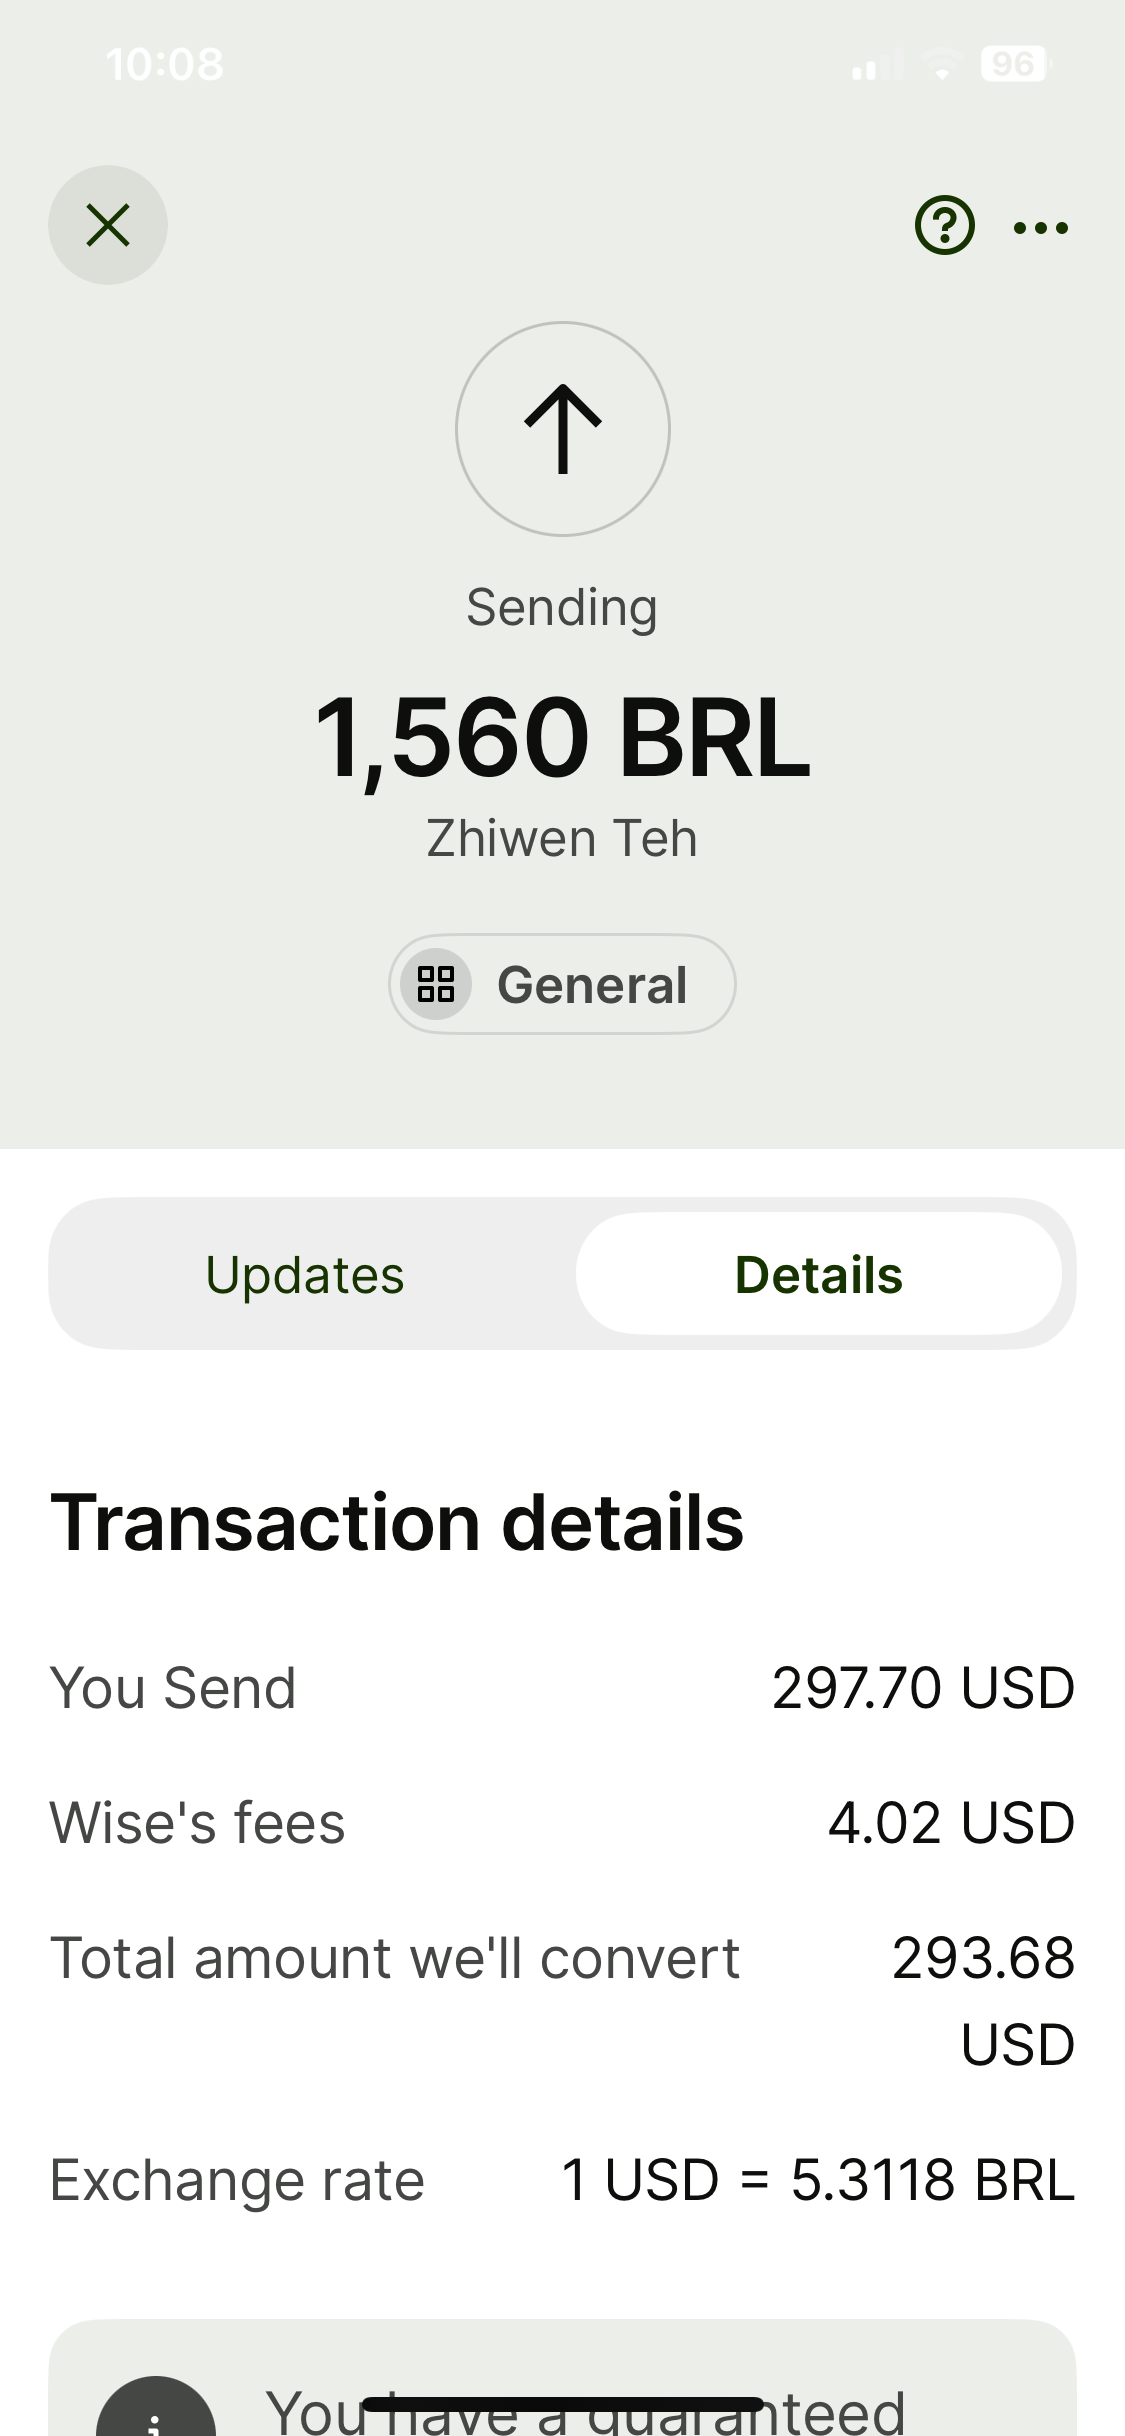 10:08
96
Sending
1,560 BRL
Zhiwen Teh
General
Updates
Details
Transaction details
You Send 297.70 USD
Wise's fees 4.02 USD
Total amount we'll convert 293.68
USD
Exchange rate 1 USD = 5.3118 BRL
You have a guaranteed